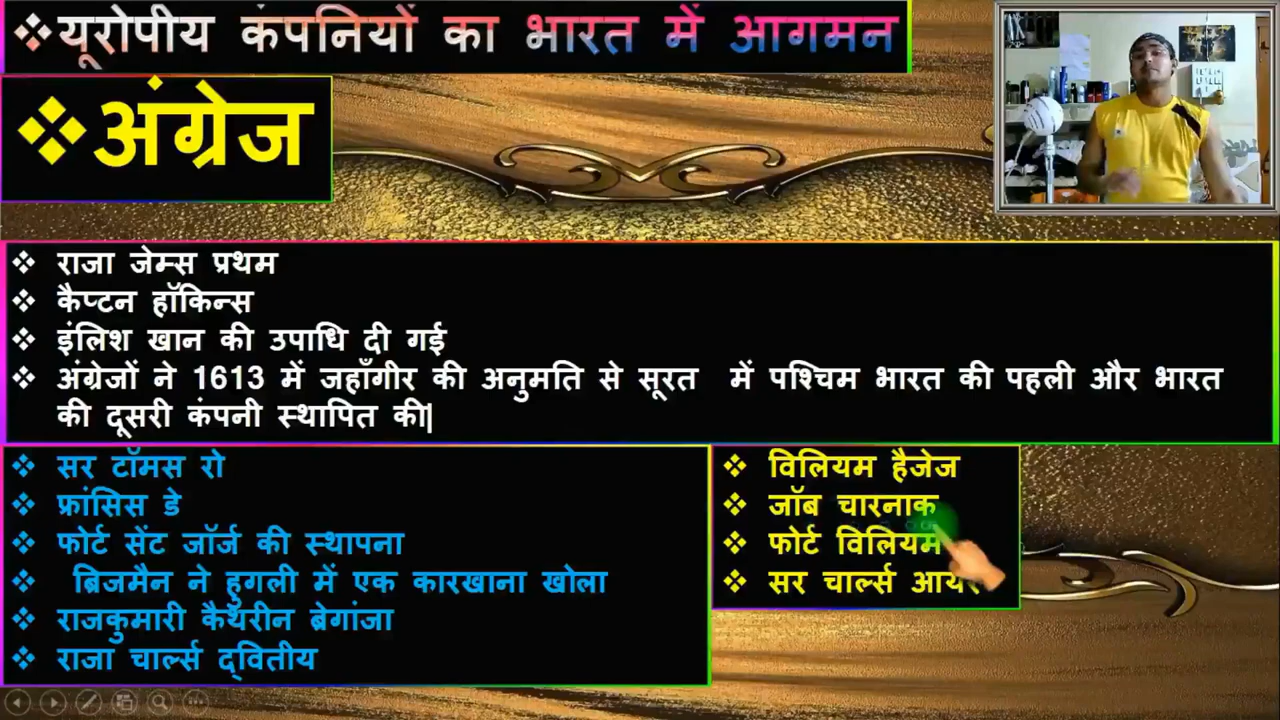 ❖यूरोपीय कंपनियों का भारत में आगमन
❖अंग्रेज
❖ राजा जेम्स प्रथम
❖ कैप्टन हॉकिन्स
❖ इंलिश खान की उपाधि दी गई
❖ अंग्रेजों ने 1613 में जहाँगीर की अनुमति से सूरत में पश्चिम भारत की पहली और भारत
की दूसरी कंपनी स्थापित की|
❖ सर टॉमस रो
❖ फ्रांसिस डे
❖ फोर्ट सेंट जॉर्ज की स्थापना
❖ ब्रिजमैन ने हुगली में एक कारखाना खोला
❖ राजकुमारी कैथरीन ब्रेगांजा
❖ राजा चार्ल्स द्वितीय
❖ विलियम हैजेज
❖ जॉब चारनाक
❖ फोर्ट विलियम
❖ सर चार्ल्स आयर